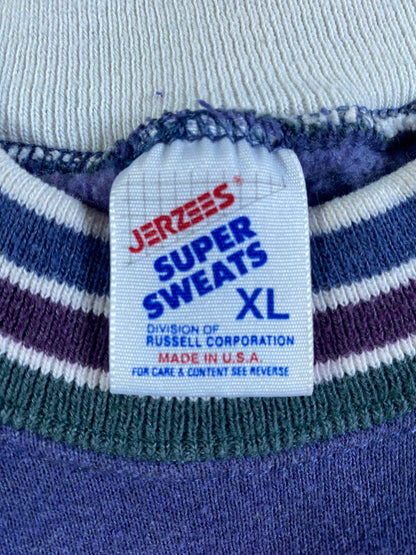 JERZEES®
SUPER
SWEATS
XL
DIVISION OF
RUSSELL CORPORATION
MADE IN U.S.A.
FOR CARE & CONTENT SEE REVERSE